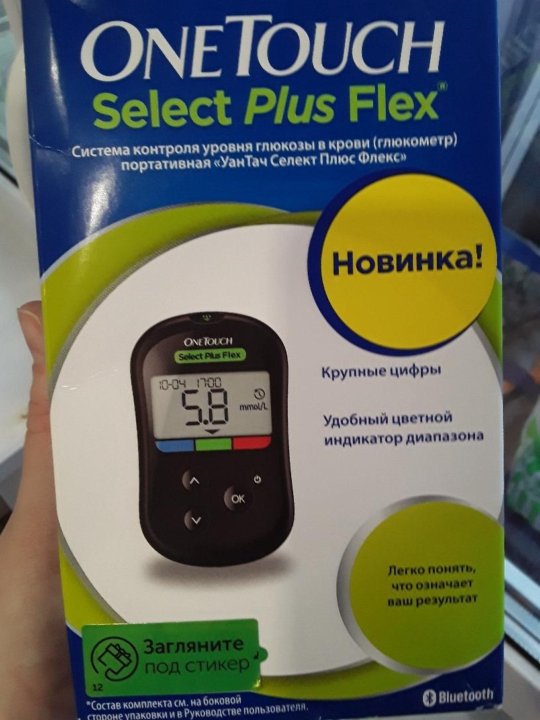 ONETOUCH
Select Plus Flex®
Система контроля уровня глюкозы в крови (глюкометр)
портативная «УанТач Селект Плюс Флекс»
Новинка!
Крупные цифры
Удобный цветной
индикатор диапазона
ONETOUCH
Select Plus Flex
10-04 17:00
5.8
mmol/L
OK
Легко понять,
что означает
ваш результат
Загляните
под стикер
12
Bluetooth
*Состав комплекта см. на боковой
стороне упаковки и в Руководстве пользователя.